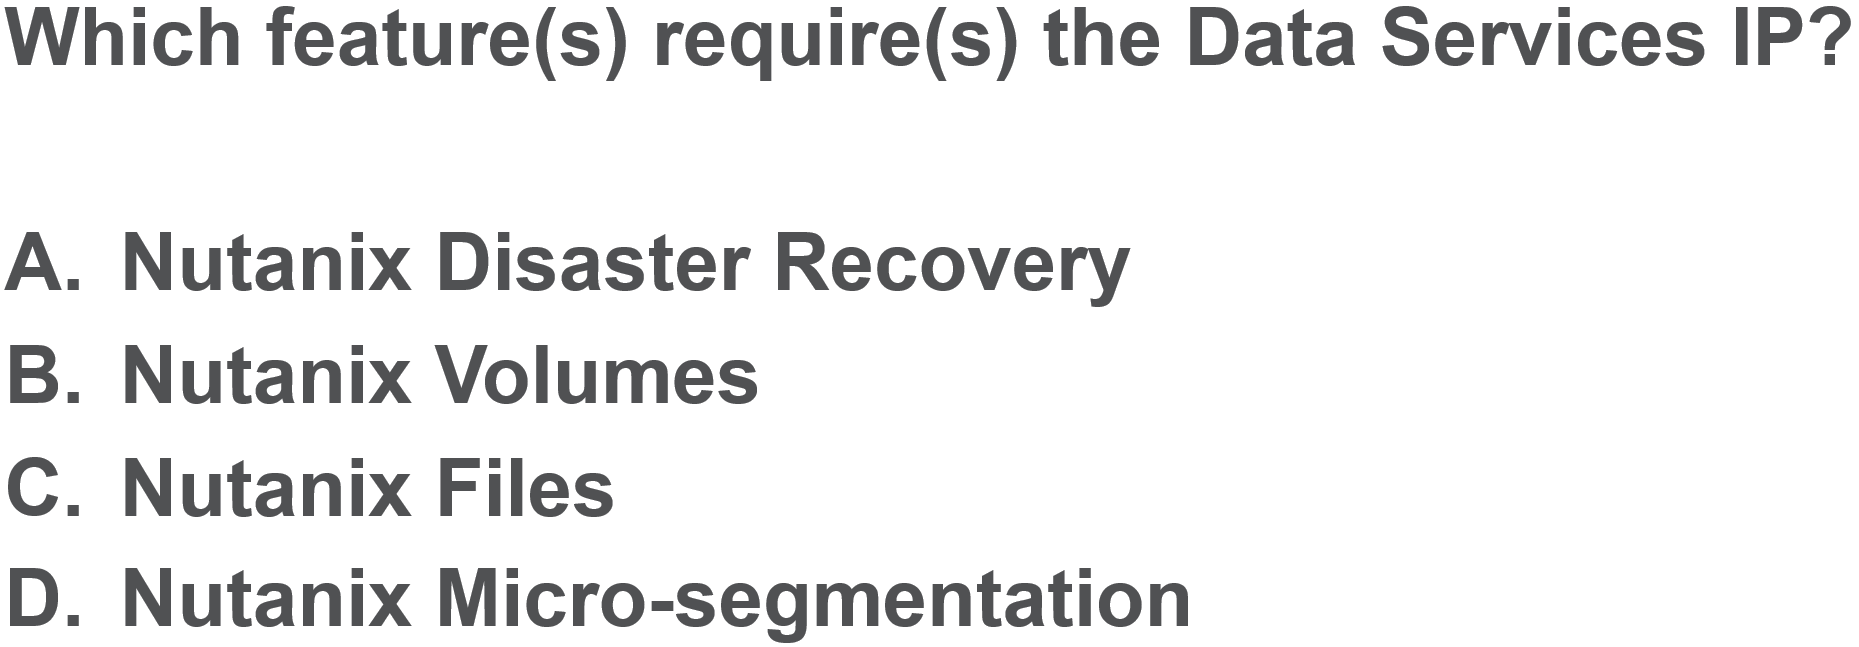 Which feature(s) require(s) the Data Services IP?
A. Nutanix Disaster Recovery
B. Nutanix Volumes
C. Nutanix Files
D. Nutanix Micro-segmentation